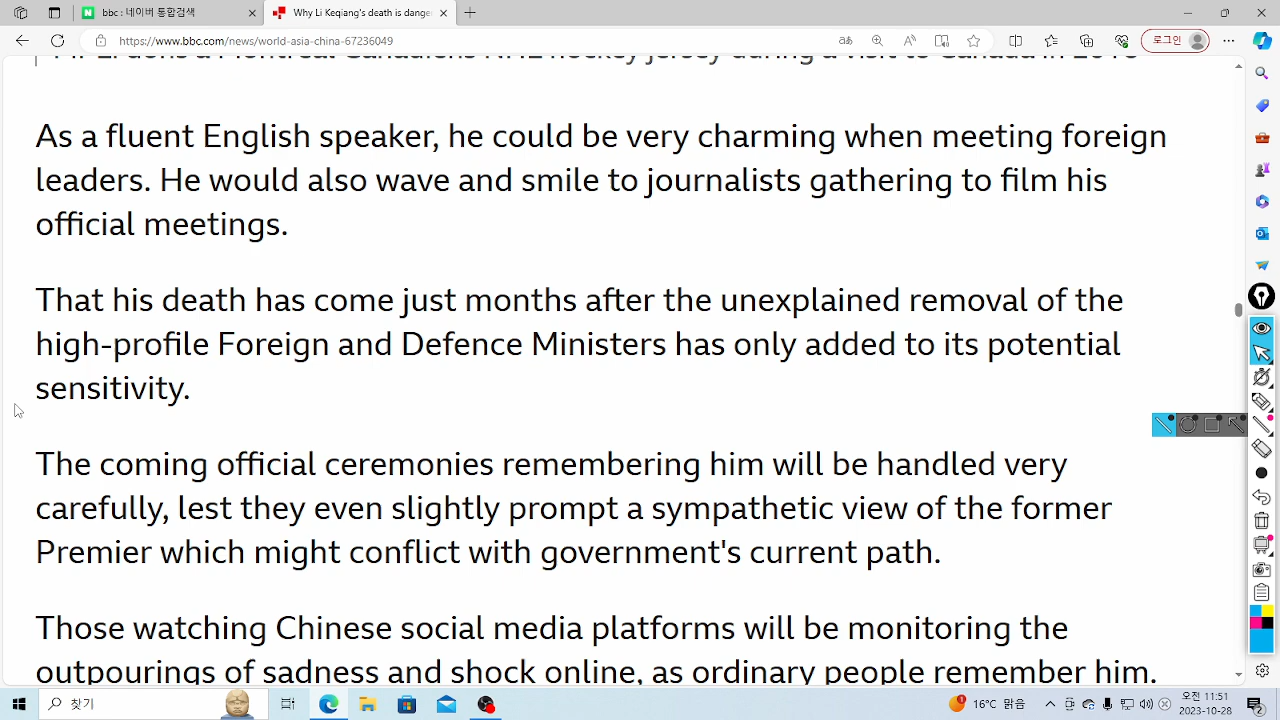 bbc : 네이버 통합검색
Why Li Keqiang's death is dange
https://www.bbc.com/news/world-asia-china-67236049
로그인
As a fluent English speaker, he could be very charming when meeting foreign
leaders. He would also wave and smile to journalists gathering to film his
official meetings.
That his death has come just months after the unexplained removal of the
high-profile Foreign and Defence Ministers has only added to its potential
sensitivity.
The coming official ceremonies remembering him will be handled very
carefully, lest they even slightly prompt a sympathetic view of the former
Premier which might conflict with government's current path.
Those watching Chinese social media platforms will be monitoring the
outpourings of sadness and shock online, as ordinary people remember him.
찾기
16°C 맑음
오전 11:51
2023-10-28